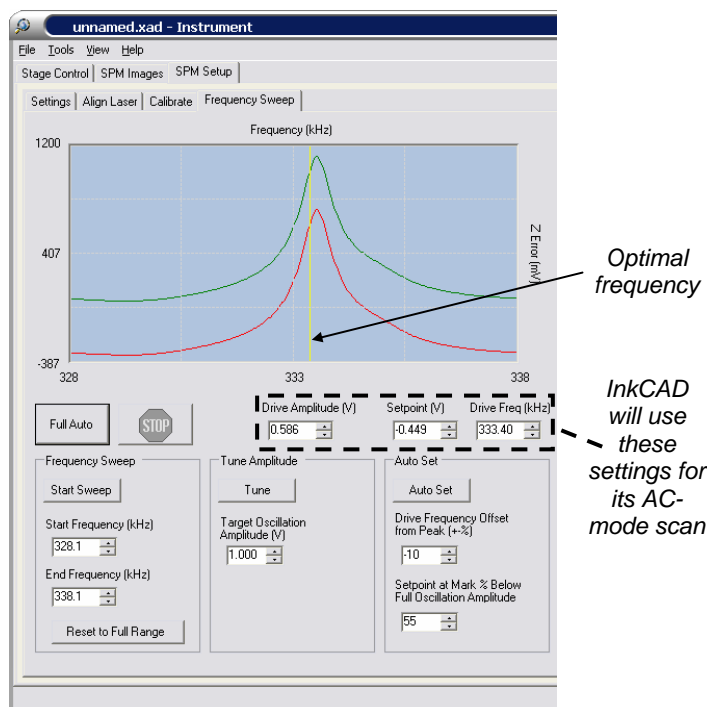 unnamed.xad - Instrument
File Tools View Help
Stage Control SPM Images SPM Setup
Settings Align Laser Calibrate Frequency Sweep
Frequency (kHz)
1200
407
-387
Z Error (mV)
328 333 338
Optimal
frequency
Full Auto
STOP
Drive Amplitude (V) Setpoint (V) Drive Freq (kHz)
0.586 -0.449 333.40
InkCAD
will use
these
settings for
its AC-
mode scan
Frequency Sweep
Start Sweep
Start Frequency (kHz)
328.1
End Frequency (kHz)
338.1
Reset to Full Range
Tune Amplitude
Tune
Target Oscillation
Amplitude (V)
1.000
Auto Set
Auto Set
Drive Frequency Offset
from Peak (+-%)
-10
Setpoint at Mark % Below
Full Oscillation Amplitude
55